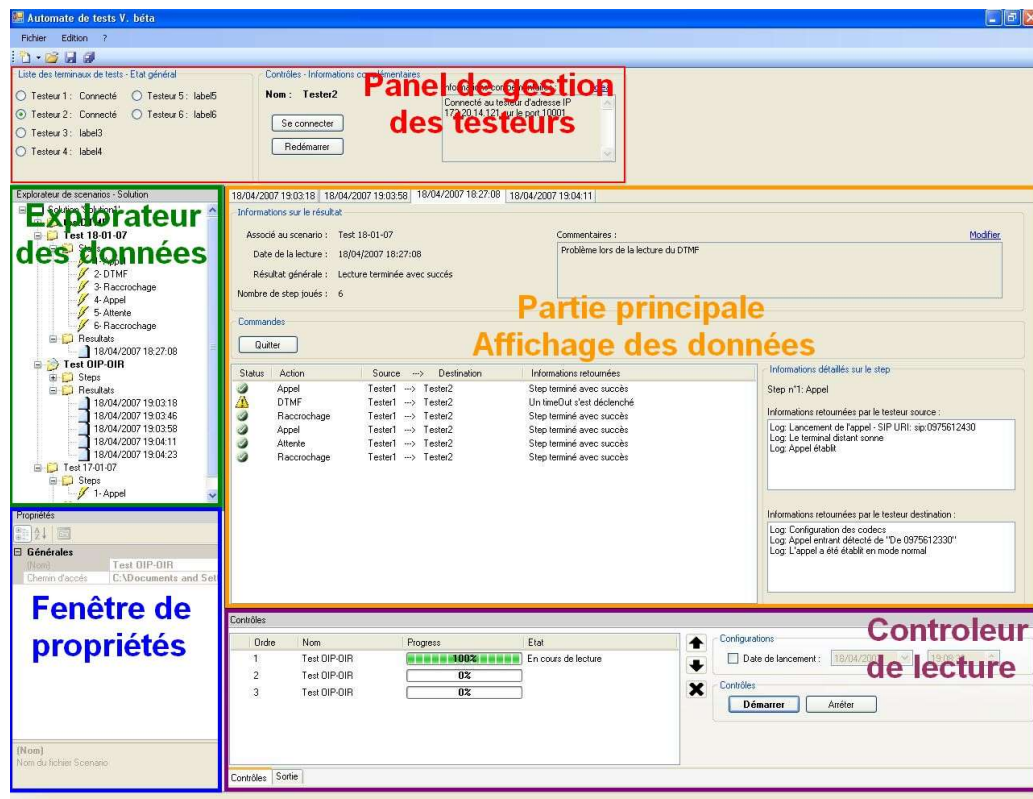 Automate de tests V. béta
Fichier Edition ?
Liste des terminaux de tests - Etat général
Testeur 1 : Connecté Testeur 5 : label5
Testeur 2 : Connecté Testeur 6 : label6
Testeur 3 : label3
Testeur 4 : label4
Contrôles - Informations complémentaires
Nom : Tester2
Se connecter
Redémarrer
Connecté au testeur d'adresse IP
172.20.14.121 sur le port 10001
Panel de gestion
des testeurs
Explorateur de scenarios - Solution
Explorateur
des données
Test 18-01-07
Steps
2- DTMF
3- Raccrochage
4- Appel
5- Attente
6- Raccrochage
Resultats
18/04/2007 18:27:08
Test OIP-OIR
Steps
Resultats
18/04/2007 19:03:18
18/04/2007 19:03:46
18/04/2007 19:03:58
18/04/2007 19:04:11
18/04/2007 19:04:23
Test 17-01-07
Steps
1- Appel
18/04/2007 19:03:18 18/04/2007 19:03:58 18/04/2007 18:27:08 18/04/2007 19:04:11
Informations sur le résultat
Associé au scenario : Test 18-01-07
Date de la lecture : 18/04/2007 18:27:08
Résultat générale : Lecture terminée avec succés
Nombre de step joués : 6
Commentaires : Modifier
Problème lors de la lecture du DTMF
Partie principale
Affichage des données
Commandes
Quitter
Status Action Source ---> Destination Informations retournées
Appel Tester1 ---> Tester2 Step terminé avec succès
DTMF Tester1 ---> Tester2 Un timeOut s'est déclenché
Raccrochage Tester1 ---> Tester2 Step terminé avec succès
Appel Tester1 ---> Tester2 Step terminé avec succès
Attente Tester1 ---> Tester2 Step terminé avec succès
Raccrochage Tester1 ---> Tester2 Step terminé avec succès
Informations détaillés sur le step
Step n°1: Appel
Informations retournées par le testeur source :
Log: Lancement de l'appel - SIP URI: sip:0975612430
Log: Le terminal distant sonne
Log: Appel établit
Informations retournées par le testeur destination :
Log: Configuration des codecs
Log: Appel entrant détecté de "De 0975612330"
Log: L'appel a été établit en mode normal
Propriétés
Générales
(Nom) Test OIP-OIR
Chemin d'accés C:\Documents and Sett
Fenêtre de
propriétés
(Nom)
Nom du fichier Scenario
Contrôles
Ordre Nom Progress Etat
1 Test OIP-OIR 100% En cours de lecture
2 Test OIP-OIR 0%
3 Test OIP-OIR 0%
Configurations
Date de lancement : 18/04/2007
Controleur
de lecture
Contrôles
Démarrer Arrêter
Contrôles Sortie